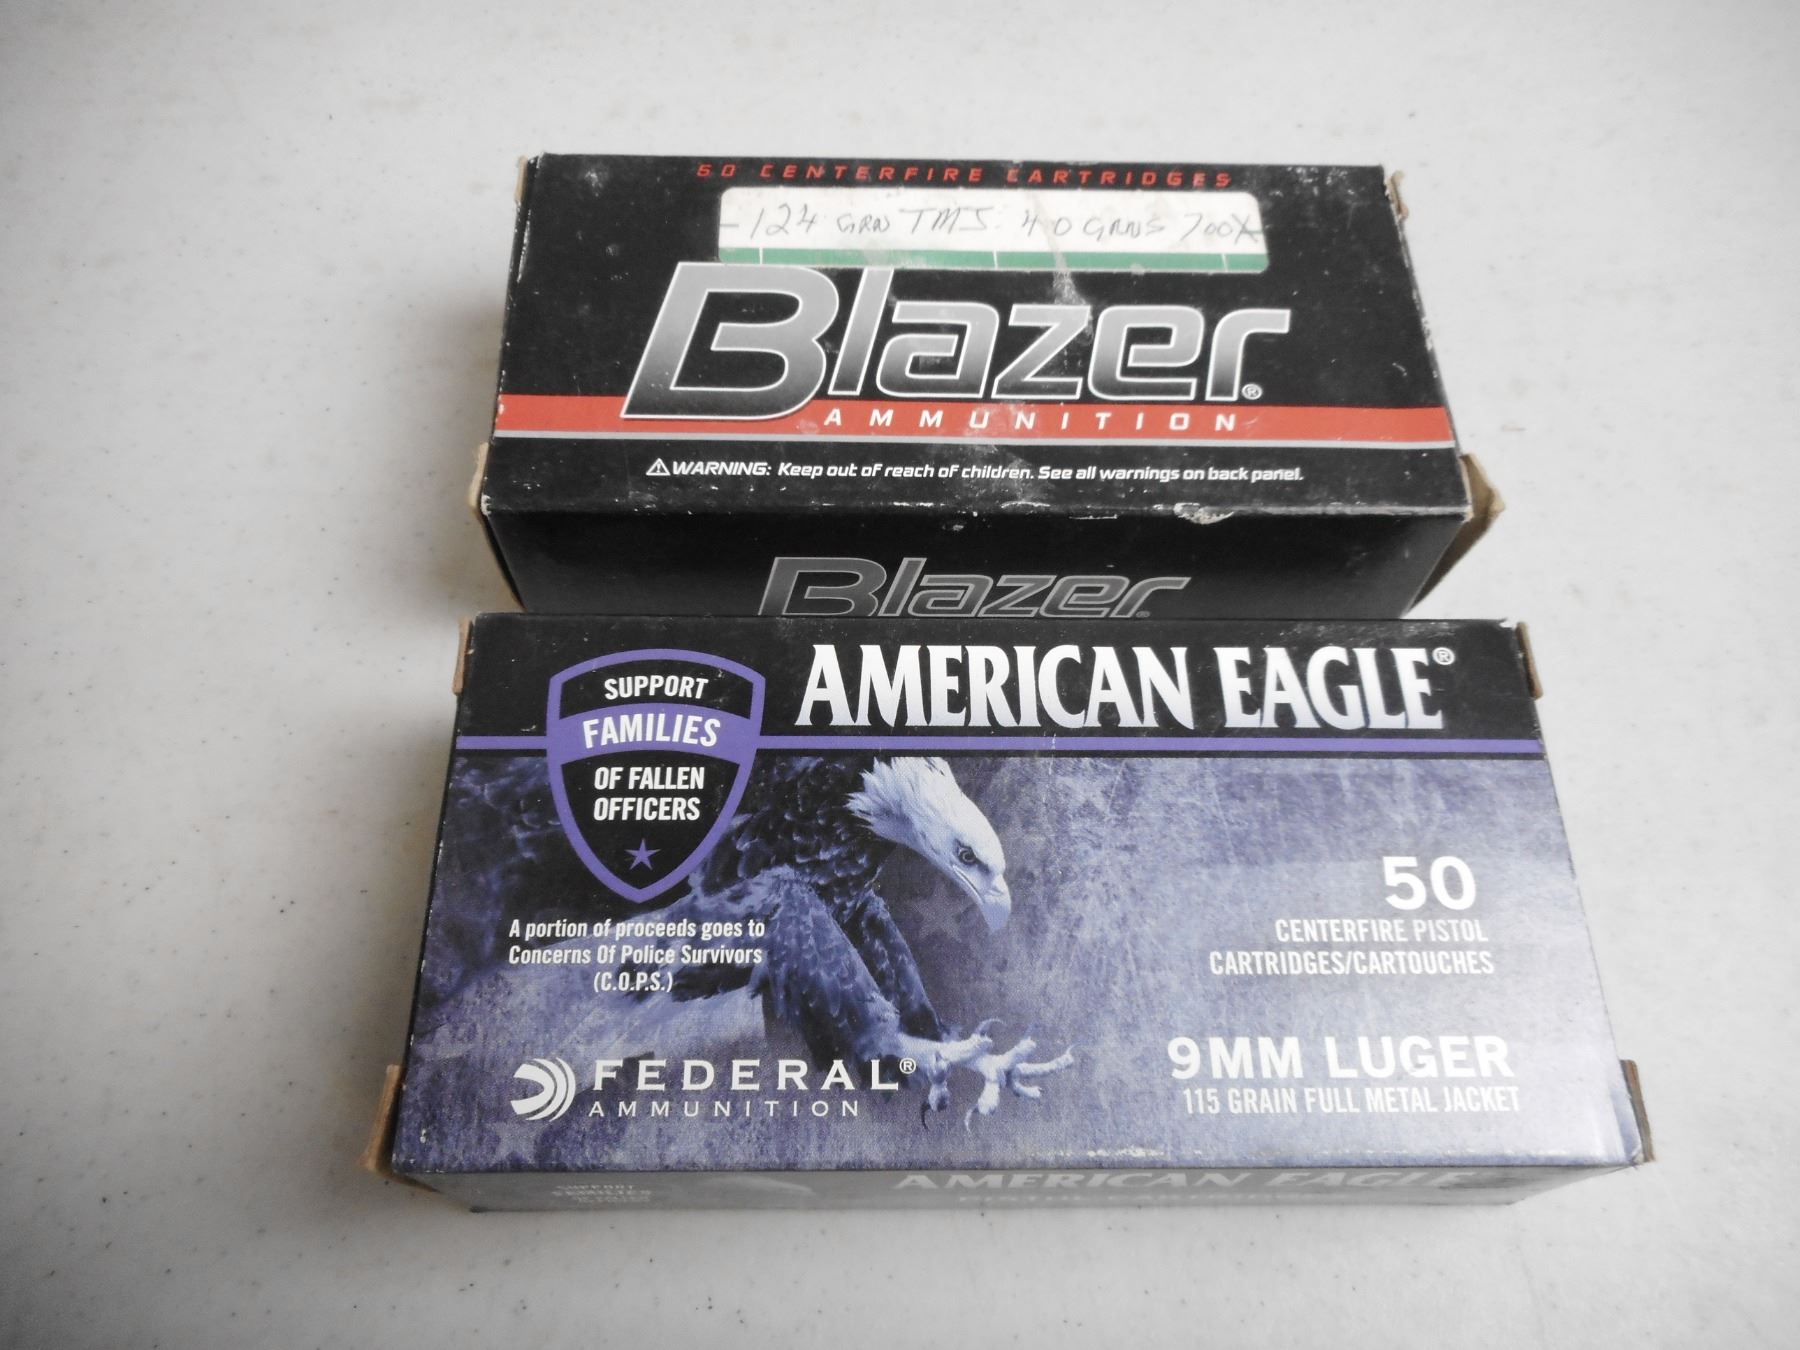 50 CENTERFIRE CARTRIDGES
-124 GRN TMJ. 4 0 GRNS 700X
Blazer®
AMMUNITION
⚠WARNING: Keep out of reach of children. See all warnings on back panel.
Blazer®
AMERICAN EAGLE®
SUPPORT
FAMILIES
OF FALLEN
OFFICERS
A portion of proceeds goes to
Concerns Of Police Survivors
(C.O.P.S.)
50
CENTERFIRE PISTOL
CARTRIDGES/CARTOUCHES
FEDERAL®
AMMUNITION
9MM LUGER
115 GRAIN FULL METAL JACKET
SUPPORT
FAMILIES
AMERICAN EAGLE